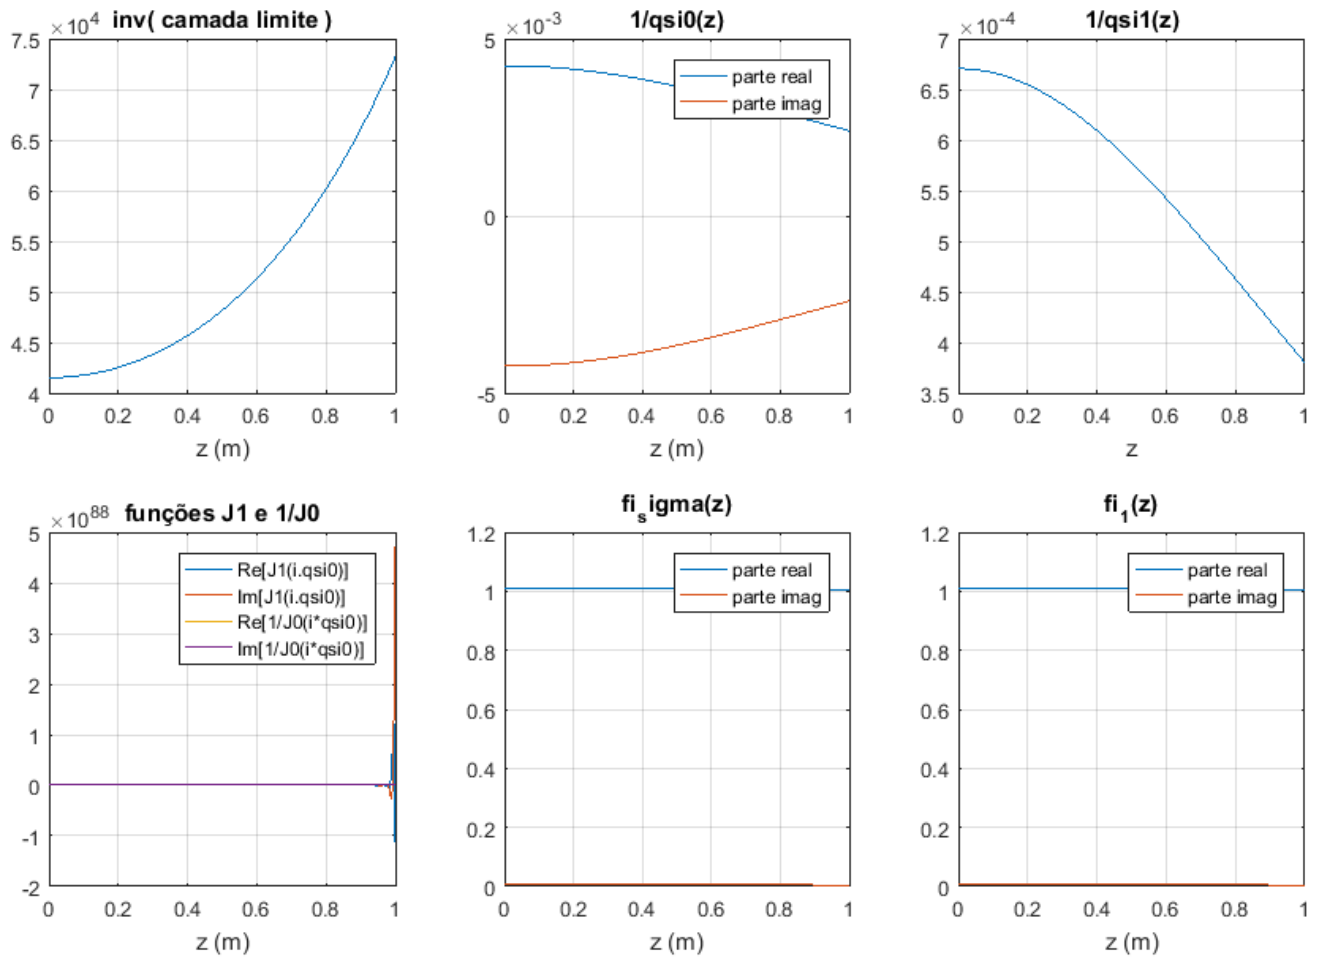 ×10⁴ inv( camada limite )
7.5
7
6.5
6
5.5
5
4.5
4
0 0.2 0.4 0.6 0.8 1
z (m)
×10⁻³ 1/qsi0(z)
5
0
-5
parte real
parte imag
0 0.2 0.4 0.6 0.8 1
z (m)
×10⁻⁴ 1/qsi1(z)
7
6.5
6
5.5
5
4.5
4
3.5
0 0.2 0.4 0.6 0.8 1
z
×10⁸⁸ funções J1 e 1/J0
5
4
3
2
1
0
-1
-2
Re[J1(i.qsi0)]
Im[J1(i.qsi0)]
Re[1/J0(i*qsi0)]
Im[1/J0(i*qsi0)]
0 0.2 0.4 0.6 0.8 1
z (m)
fiₛigma(z)
1.2
1
0.8
0.6
0.4
0.2
0
parte real
parte imag
0 0.2 0.4 0.6 0.8 1
z (m)
fi₁(z)
1.2
1
0.8
0.6
0.4
0.2
0
parte real
parte imag
0 0.2 0.4 0.6 0.8 1
z (m)